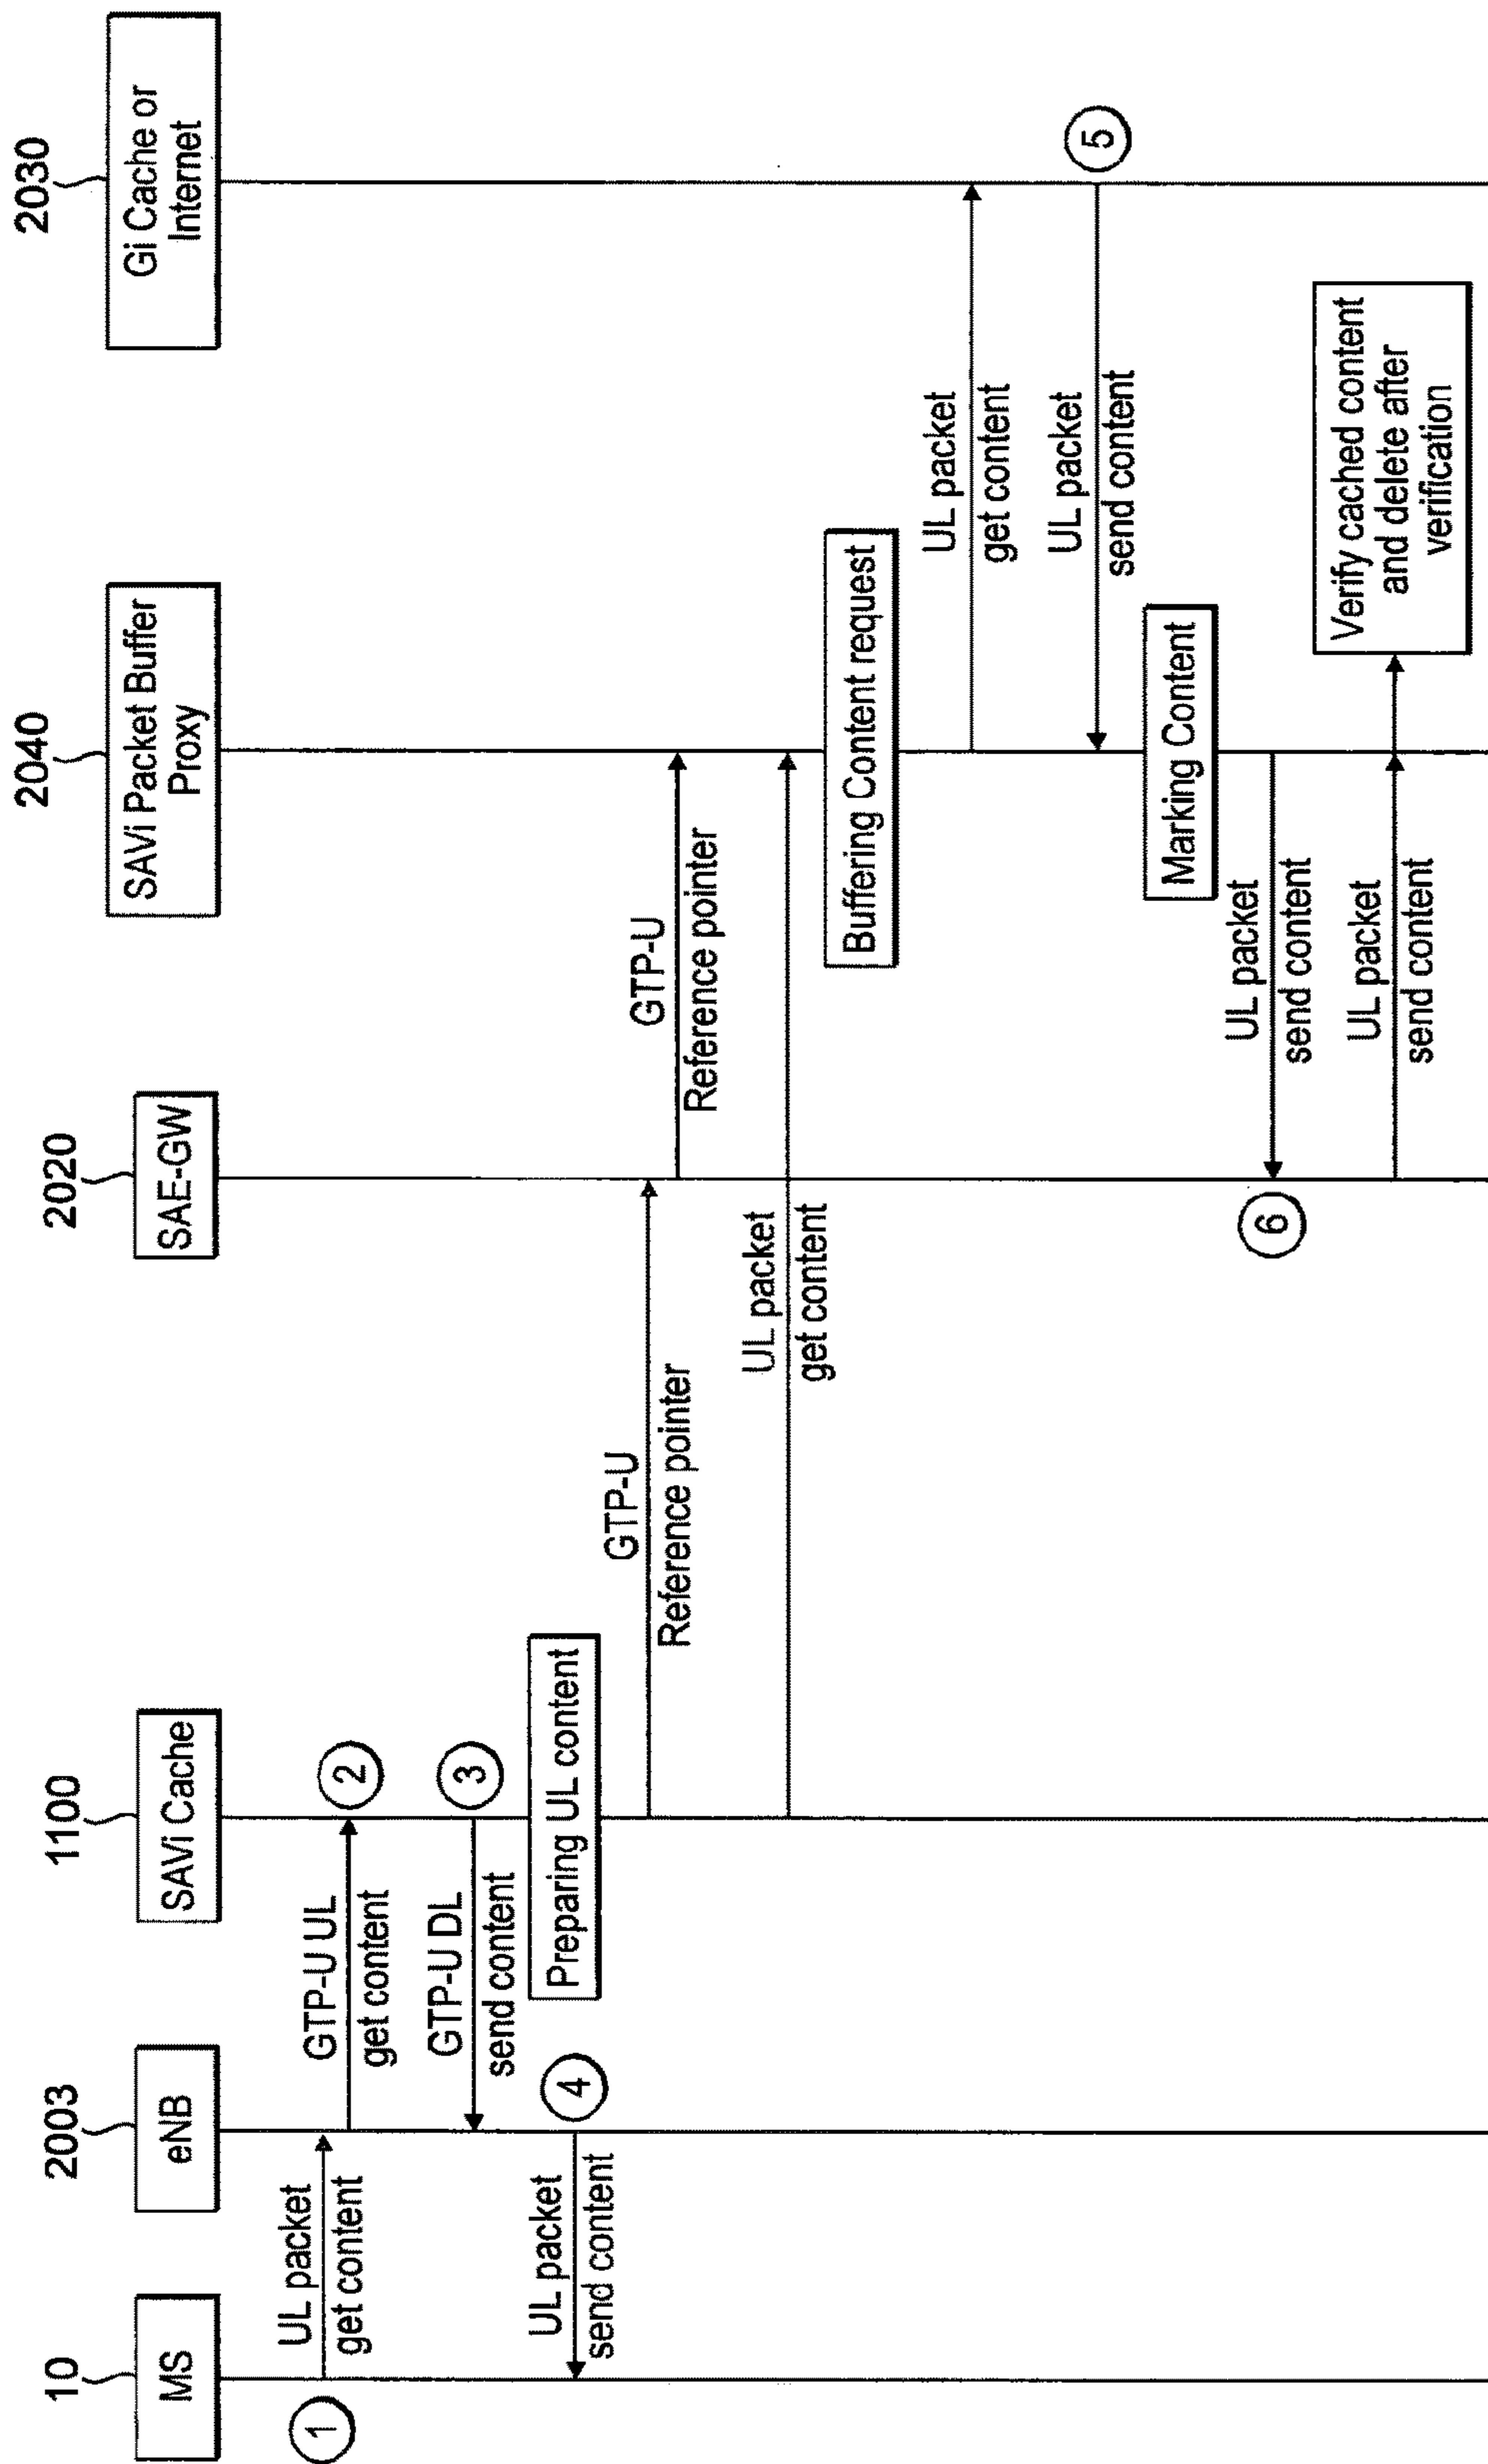 10
MS
2003
eNB
1100
SAVi Cache
2020
SAE-GW
2040
SAVi Packet Buffer
Proxy
2030
Gi Cache or
Internet
1
UL packet
get content
GTP-U UL
get content
2
GTP-U DL
send content
3
UL packet
send content
4
Preparing UL content
GTP-U
Reference pointer
GTP-U
Reference pointer
UL packet
get content
Buffering Content request
UL packet
get content
UL packet
send content
5
Marking Content
UL packet
send content
6
UL packet
send content
Verify cached content
and delete after
verification